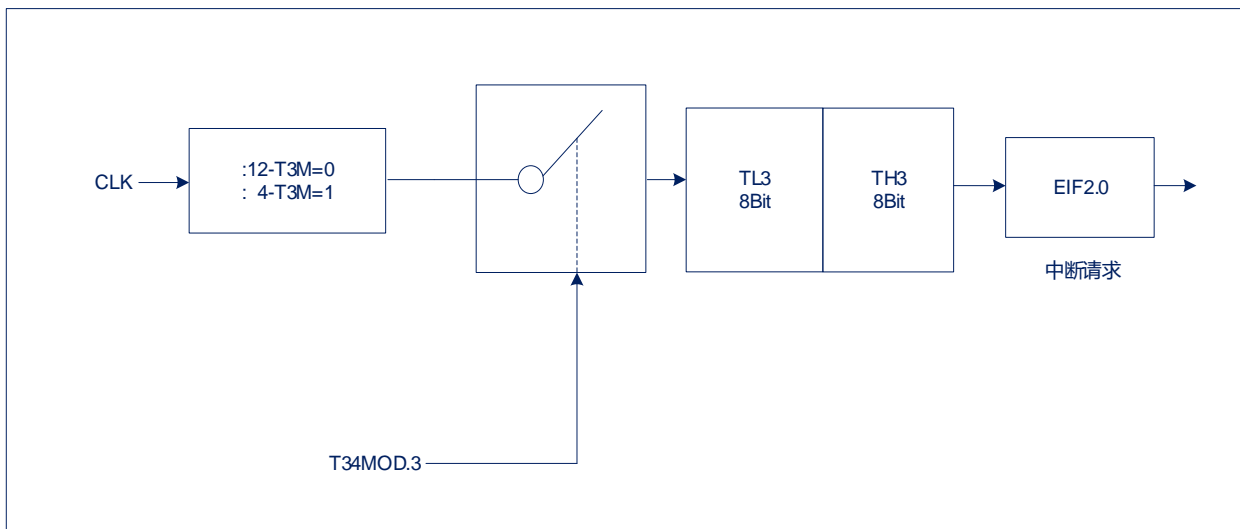 CLK
:12-T3M=0
: 4-T3M=1
TL3
8Bit
TH3
8Bit
EIF2.0
中断请求
T34MOD.3